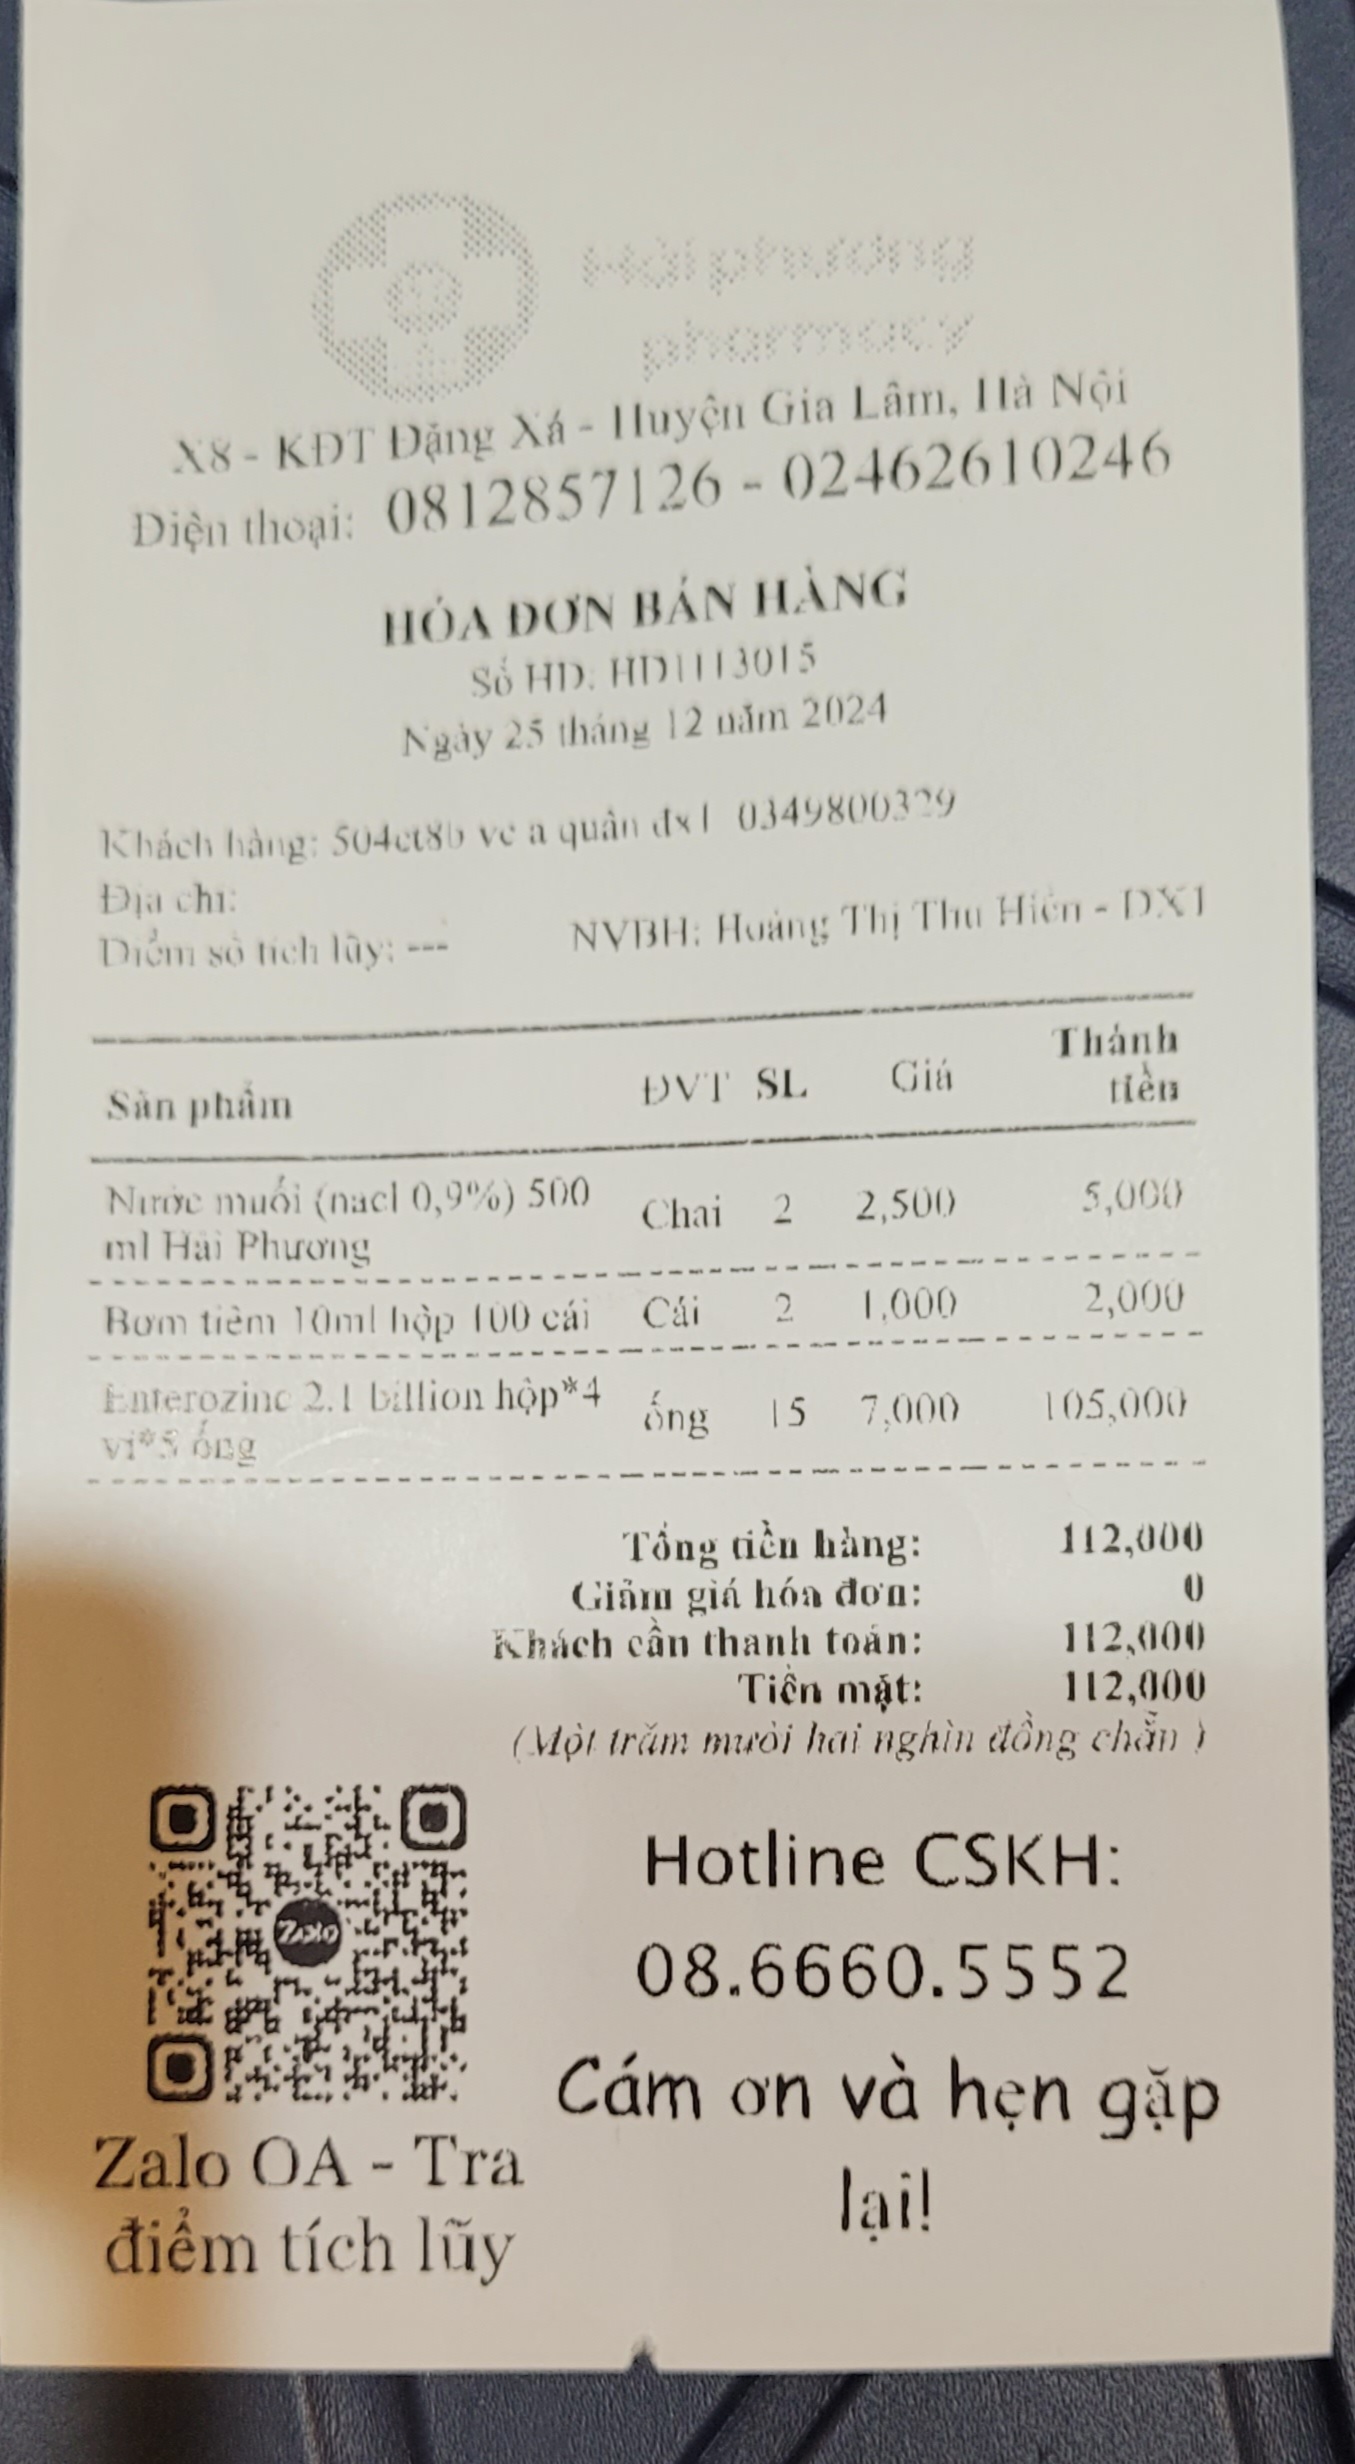 Hải phương
pharmacy
X8 - KĐT Đặng Xá - Huyện Gia Lâm, Hà Nội
Điện thoại: 0812857126 - 02462610246
HÓA ĐƠN BÁN HÀNG
Số HD: HD1113015
Ngày 25 tháng 12 năm 2024
Khách hàng: 504ct8b vc a quân đx1 0349800329
Địa chỉ:
Điểm số tích lũy: --- NVBH: Hoàng Thị Thu Hiền - DX1
Sản phẩm ĐVT SL Giá Thành
tiền
Nước muối (nacl 0,9%) 500 Chai 2 2,500 5,000
ml Hải Phương
Bơm tiêm 10ml hộp 100 cái Cái 2 1,000 2,000
Enterozinc 2.1 billion hộp*4 ống 15 7,000 105,000
vỉ*5 ống
Tổng tiền hàng: 112,000
Giảm giá hóa đơn: 0
Khách cần thanh toán: 112,000
Tiền mặt: 112,000
(Một trăm mười hai nghìn đồng chẵn )
Zalo
Zalo OA - Tra
điểm tích lũy
Hotline CSKH:
08.6660.5552
Cám ơn và hẹn gặp
lại!